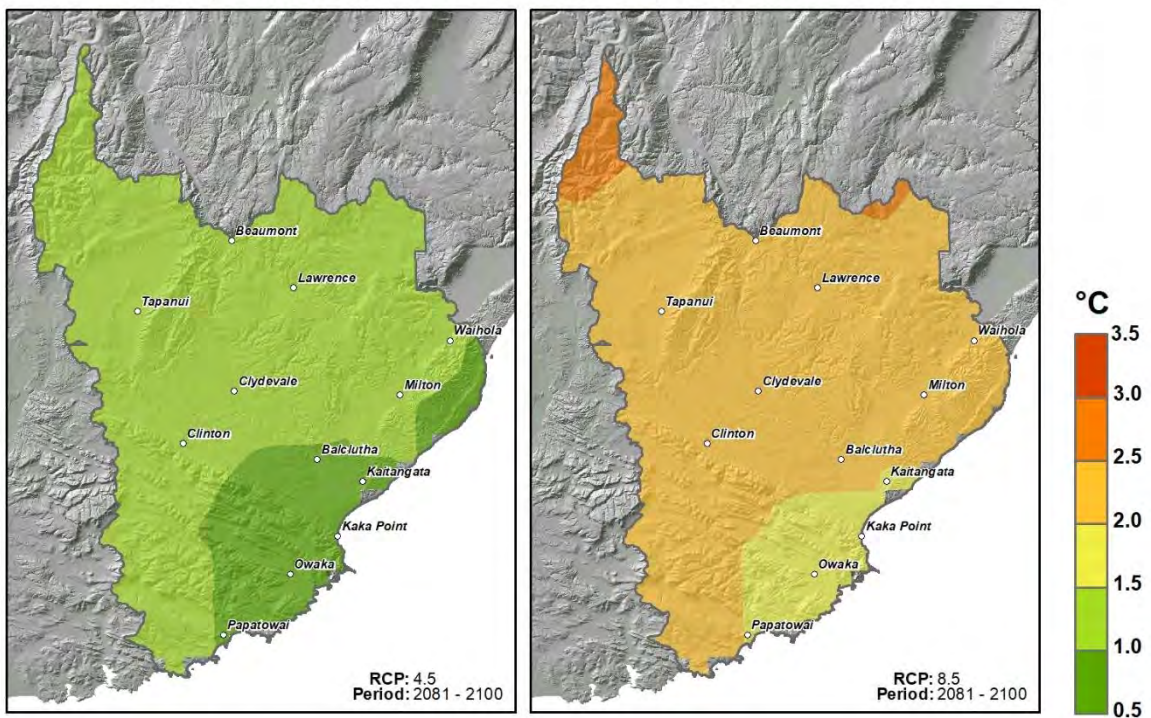 Beaumont
Lawrence
Tapanui
Waihola
Clydevale
Milton
Clinton
Balclutha
Kaitangata
Kaka Point
Owaka
Papatowai
RCP: 4.5
Period: 2081 - 2100
Beaumont
Lawrence
Tapanui
Waihola
Clydevale
Milton
Clinton
Balclutha
Kaitangata
Kaka Point
Owaka
Papatowai
RCP: 8.5
Period: 2081 - 2100
°C
3.5
3.0
2.5
2.0
1.5
1.0
0.5